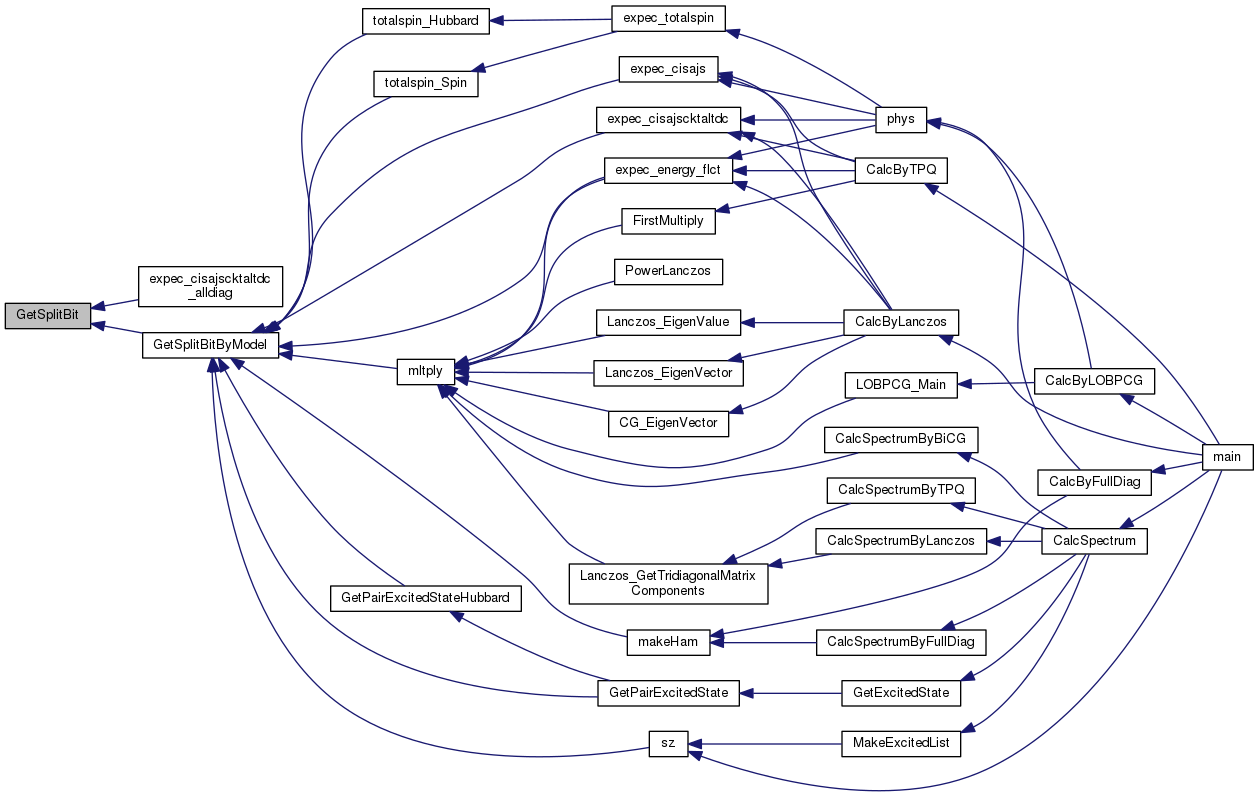 totalspin_Hubbard
expec_totalspin
totalspin_Spin
expec_cisajs
expec_cisajscktaltdc
phys
expec_energy_flct
CalcByTPQ
FirstMultiply
PowerLanczos
expec_cisajscktaltdc
_alldiag
GetSplitBit
GetSplitBitByModel
Lanczos_EigenValue
CalcByLanczos
mltply
Lanczos_EigenVector
LOBPCG_Main
CalcByLOBPCG
CG_EigenVector
CalcSpectrumByBiCG
main
CalcSpectrumByTPQ
CalcByFullDiag
CalcSpectrumByLanczos
CalcSpectrum
Lanczos_GetTridiagonalMatrix
Components
GetPairExcitedStateHubbard
makeHam
CalcSpectrumByFullDiag
GetPairExcitedState
GetExcitedState
sz
MakeExcitedList